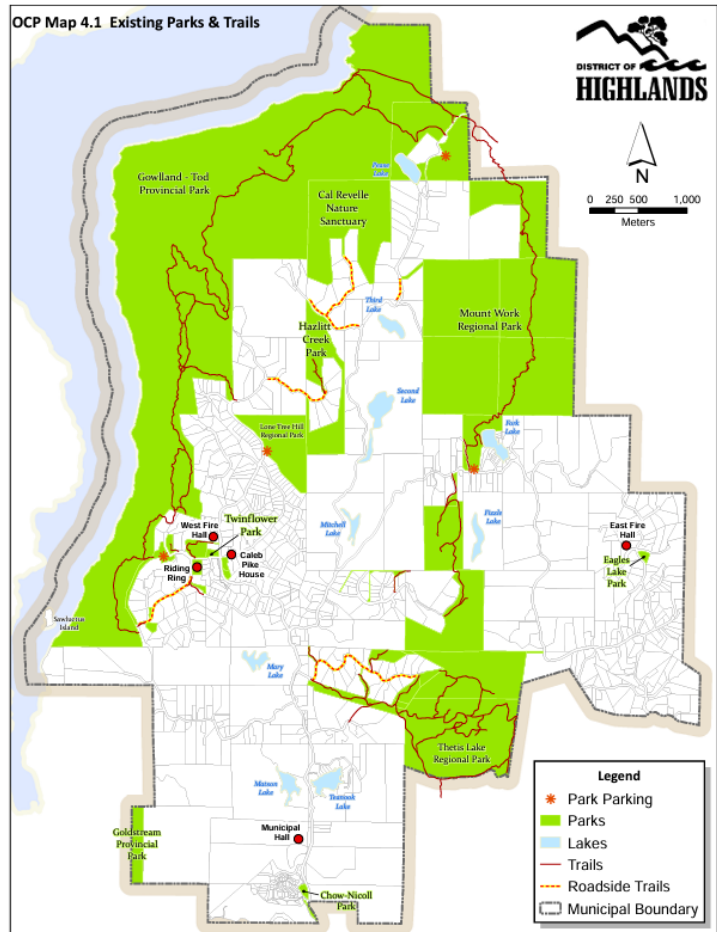 OCP Map 4.1 Existing Parks & Trails
DISTRICT OF
HIGHLANDS
N
0 250 500 1,000
Meters
Gowlland - Tod
Provincial Park
Cal Revelle
Nature
Sanctuary
Pease
Lake
Third
Lake
Mount Work
Regional Park
Hazlitt
Creek
Park
Second
Lake
Lone Tree Hill
Regional Park
Fork
Lake
Mitchell
Lake
West Fire
Hall
Twinflower
Park
Caleb
Pike
House
Riding
Ring
East Fire
Hall
Eagles
Lake
Park
Island
Mary
Lake
Thetis Lake
Regional Park
Matson
Lake
Teanook
Lake
Goldstream
Provincial
Park
Municipal
Hall
Chow-Nicoll
Park
Legend
Park Parking
Parks
Lakes
Trails
Roadside Trails
Municipal Boundary